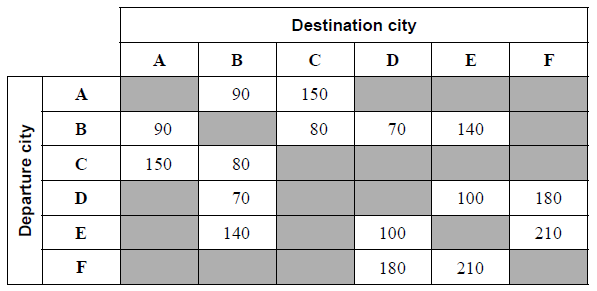 Destination city
A B C D E F
Departure city
A 90 150
B 90 80 70 140
C 150 80
D 70 100 180
E 140 100 210
F 180 210